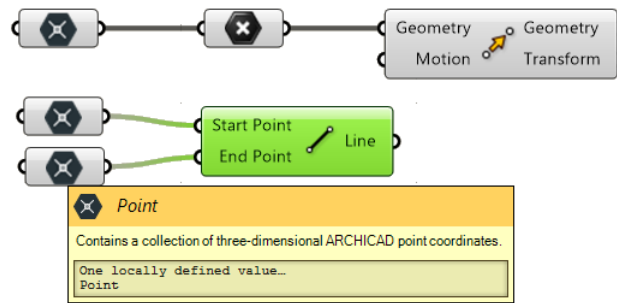 Geometry Geometry
Motion Transform
Start Point
Line
End Point
Point
Contains a collection of three-dimensional ARCHICAD point coordinates.
One locally defined value…
Point